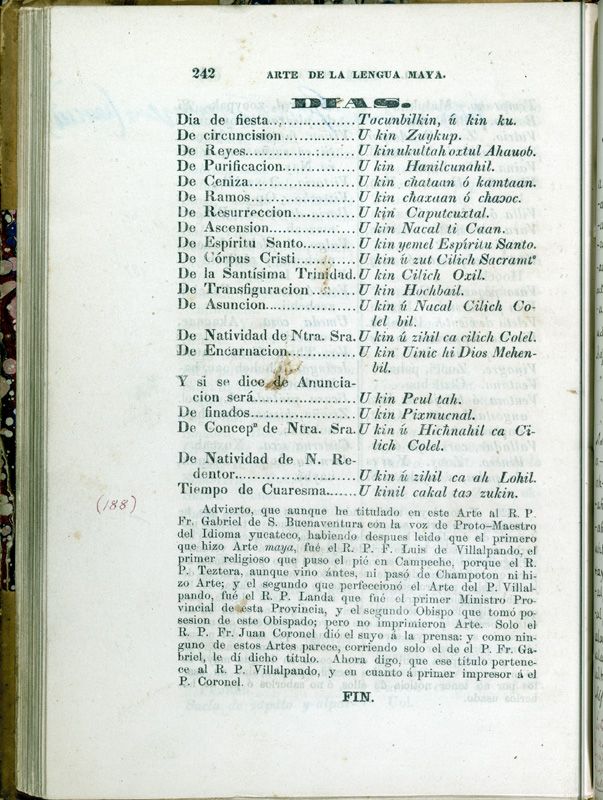 242 ARTE DE LA LENGUA MAYA.
DIAS.
Dia de fiesta................Tacunbilkin, ú kin ku.
De circuncision.............U kin Zuykup.
De Reyes....................U kin ukultah oxtul Ahauob.
De Purificacion.............U kin Hanilcunahil.
De Ceniza...................U kin chataan ó kamtaan.
De Ramos....................U kin chaxuan ó chaɔoc.
De Resurreccion............U kin Caputcuxtal.
De Ascension................U kin Nacal ti Caan.
De Espíritu Santo..........U kin yemel Espíritu Santo.
De Córpus Cristi...........U kin ú zut Cilich Sacramtº
De la Santísima Trinidad.U kin Cilich Oxil.
De Transfiguracion.........U kin Hochbail.
De Asuncion.................U kin ú Nacal Cilich Co-
lel bil.
De Natividad de Ntra. Sra.U kin ú zihil ca cilich Colel.
De Encarnacion.............U kin Uinic hi Dios Mehen-
bil.
Y si se dice de Anuncia-
cion será....................U kin Peul tah.
De finados..................U kin Pixmucnal.
De Concepª de Ntra. Sra.U kin ú Hichnahil ca Ci-
lich Colel.
De Natividad de N. Re-
dentor.......................U kin ú zihil ca ah Lohil.
Tiempo de Cuaresma.......U kinil cakal taɔ zukin.
(188)
Advierto, que aunque he titulado en este Arte al R. P.
Fr. Gabriel de S. Buenaventura con la voz de Proto-Maestro
del Idioma yucateco, habiendo despues leido que el primero
que hizo Arte maya, fué el R. P. F. Luis de Villalpando, el
primer religioso que puso el pié en Campeche, porque el R.
P. Teztera, aunque vino ántes, ni pasó de Champoton ni hi-
zo Arte; y el segundo que perfeccionó el Arte del P. Villal-
pando, fué el R. P. Landa que fué el primer Ministro Pro-
vincial de esta Provincia, y el segundo Obispo que tomó po-
sesion de este Obispado; pero no imprimieron Arte. Solo el
R. P. Fr. Juan Coronel dió el suyo á la prensa: y como nin-
guno de estos Artes parece, corriendo solo el de el P. Fr. Ga-
briel, le dí dicho titulo. Ahora digo, que ese título pertene-
ce al R. P. Villalpando, y en cuanto á primer impresor á el
P. Coronel.
FIN.